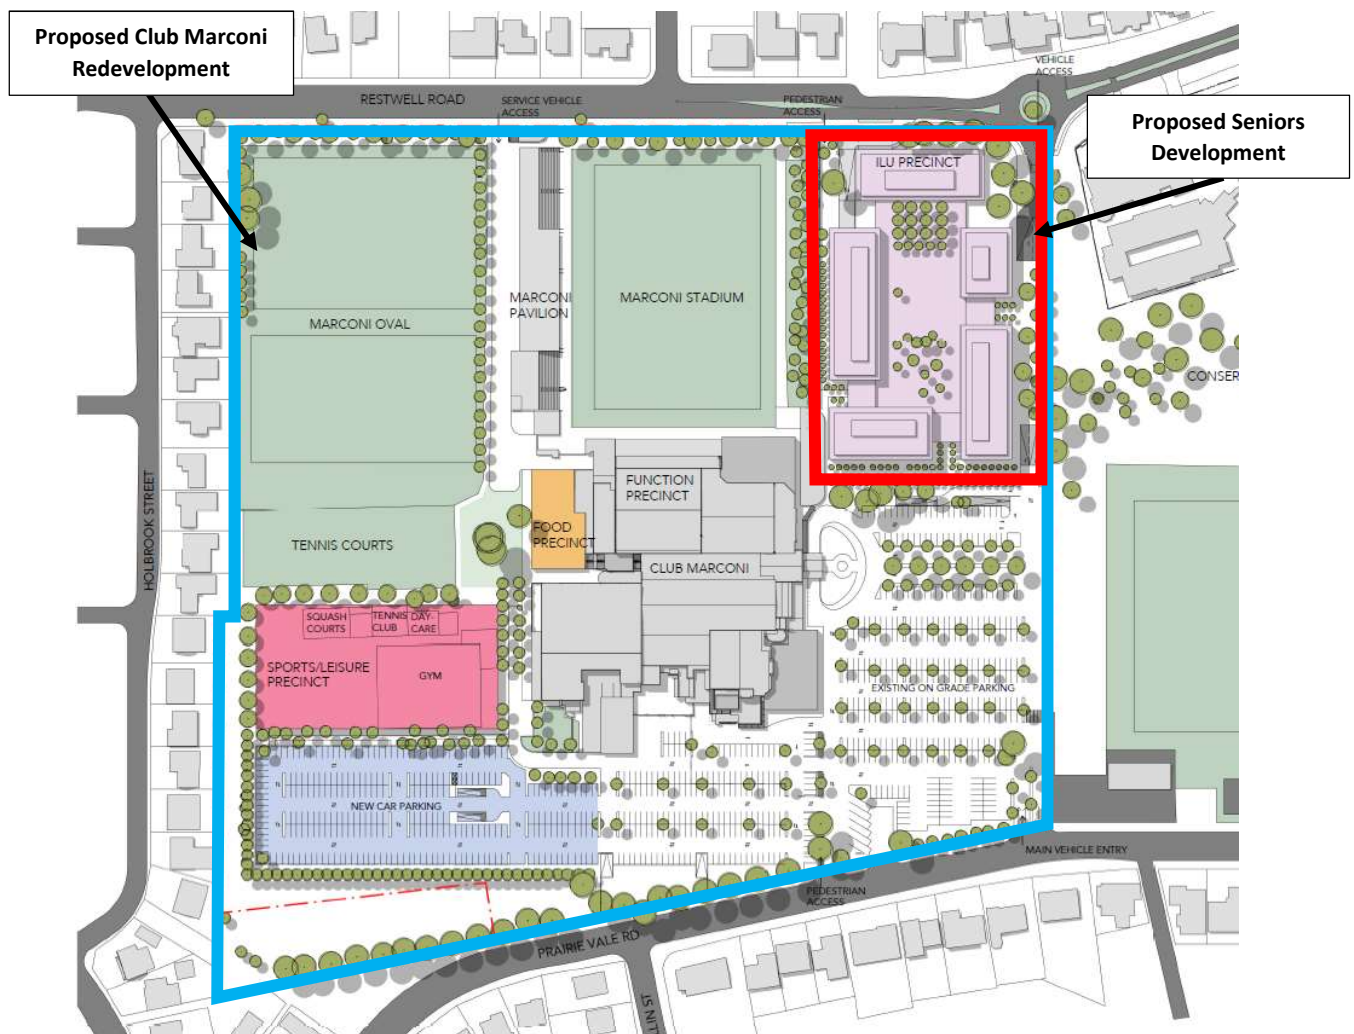 Proposed Club Marconi
Redevelopment
RESTWELL ROAD
SERVICE VEHICLE
ACCESS
PEDESTRIAN
ACCESS
VEHICLE
ACCESS
Proposed Seniors
Development
ILU PRECINCT
MARCONI OVAL
MARCONI
PAVILION
MARCONI STADIUM
CONSER
HOLBROOK STREET
FUNCTION
PRECINCT
FOOD
PRECINCT
TENNIS COURTS
CLUB MARCONI
SQUASH
COURTS
TENNIS
CLUB
DAY-
CARE
SPORTS/LEISURE
PRECINCT
GYM
EXISTING ON GRADE PARKING
NEW CAR PARKING
MAIN VEHICLE ENTRY
PEDESTRIAN
ACCESS
PRAIRIE VALE RD
LIN ST